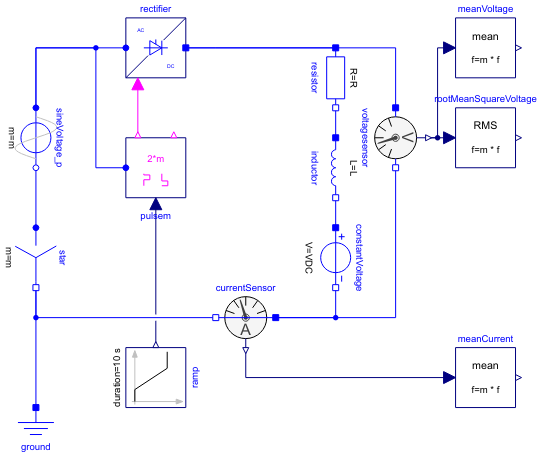 rectifier
AC
DC
meanVoltage
mean
f=m * f
rootMeanSquareVoltage
RMS
f=m * f
resistor
R=R
voltagesensor
sineVoltage_p
m=m
2*m
pulsem
inductor
L=L
star
m=m
constantVoltage
V=VDC
+
−
currentSensor
A
V
ramp
duration=10 s
meanCurrent
mean
f=m * f
ground